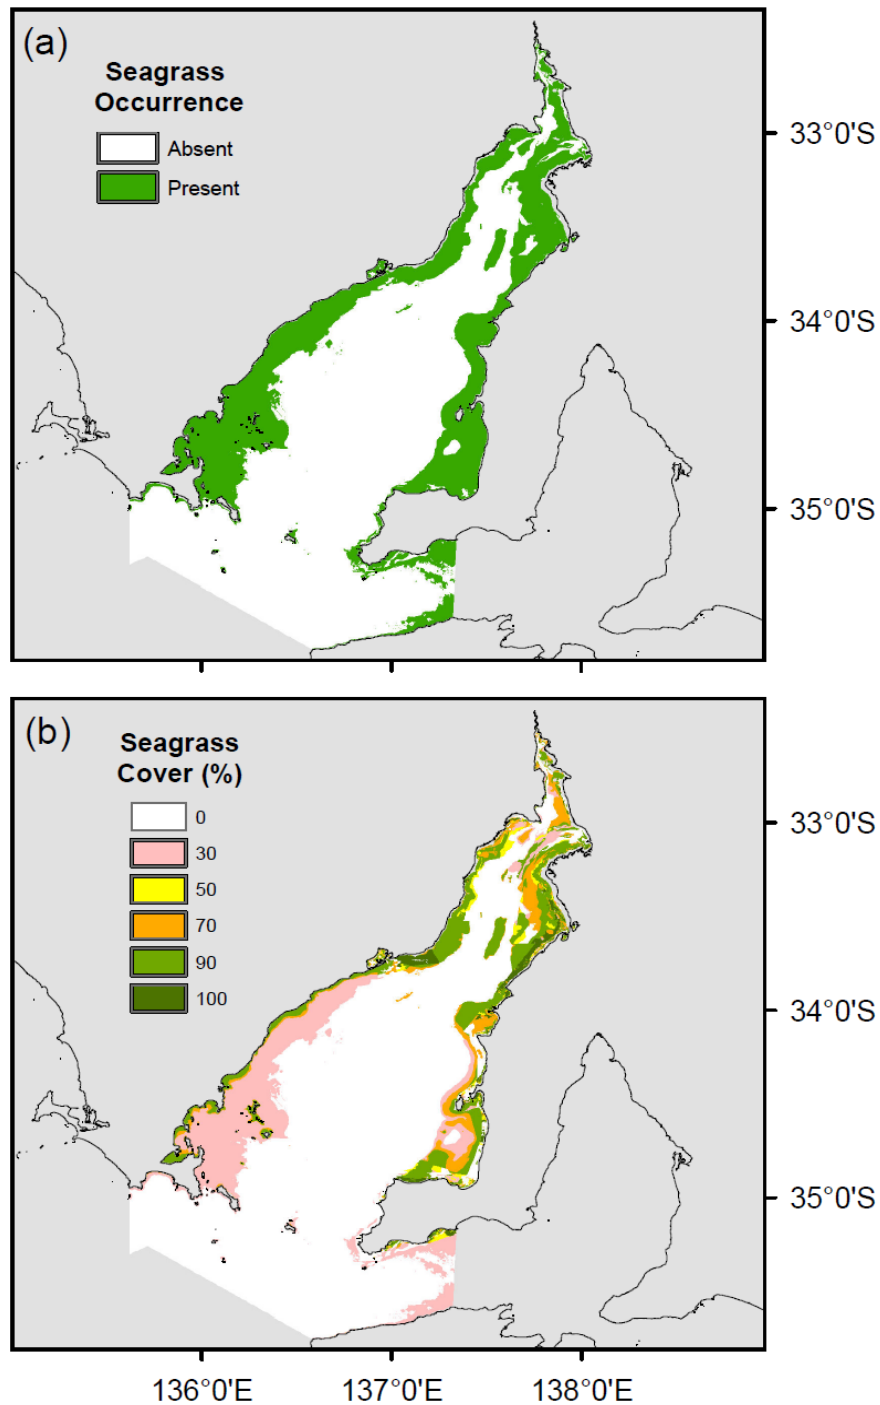 (a)
Seagrass
Occurrence
Absent
Present
33°0'S
34°0'S
35°0'S
(b)
Seagrass
Cover (%)
0
30
50
70
90
100
33°0'S
34°0'S
35°0'S
136°0'E 137°0'E 138°0'E